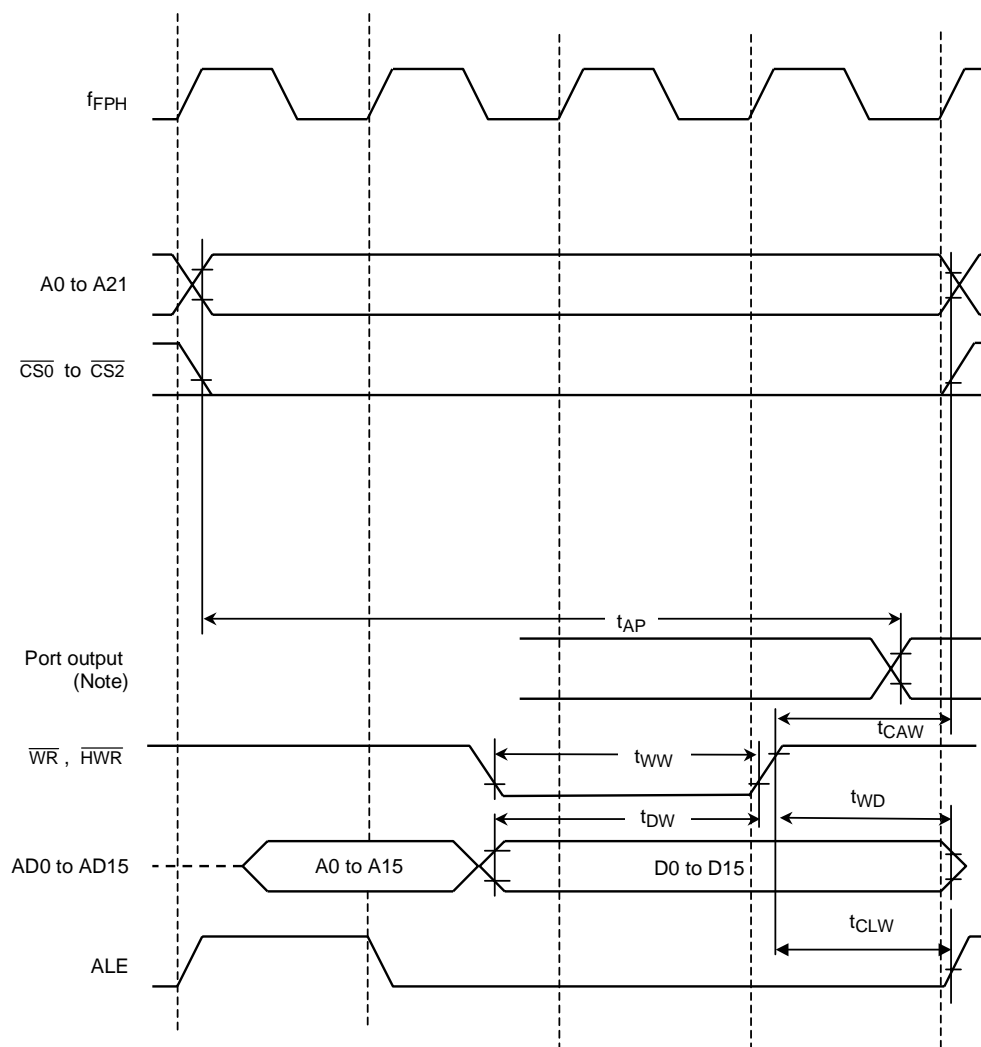 fFPH
A0 to A21
CS0 to CS2
tAP
Port output
(Note)
tCAW
WR , HWR
tWW
tWD
tDW
AD0 to AD15
A0 to A15
D0 to D15
tCLW
ALE